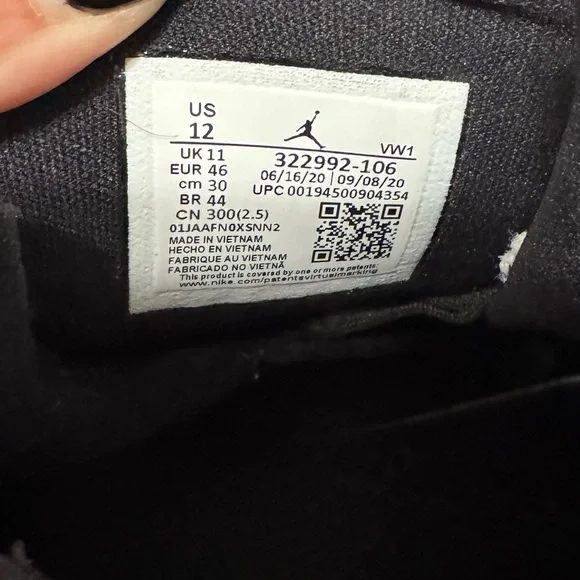 US
12
VW1
UK 11
322992-106
EUR 46
06/16/20 | 09/08/20
cm 30
UPC 00194500904354
BR 44
CN 300(2.5)
01JAAFN0XSNN2
MADE IN VIETNAM
HECHO EN VIETNAM
FABRIQUE AU VIETNAM
FABRICADO NO VIETNÃ
This product is covered by one or more patents:
www.nike.com/patentsvirtualmarking